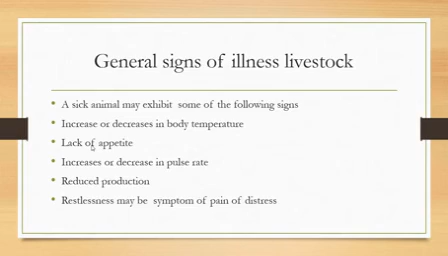 General signs of illness livestock
• A sick animal may exhibit some of the following signs
• Increase or decreases in body temperature
• Lack of appetite
• Increases or decrease in pulse rate
• Reduced production
• Restlessness may be symptom of pain of distress